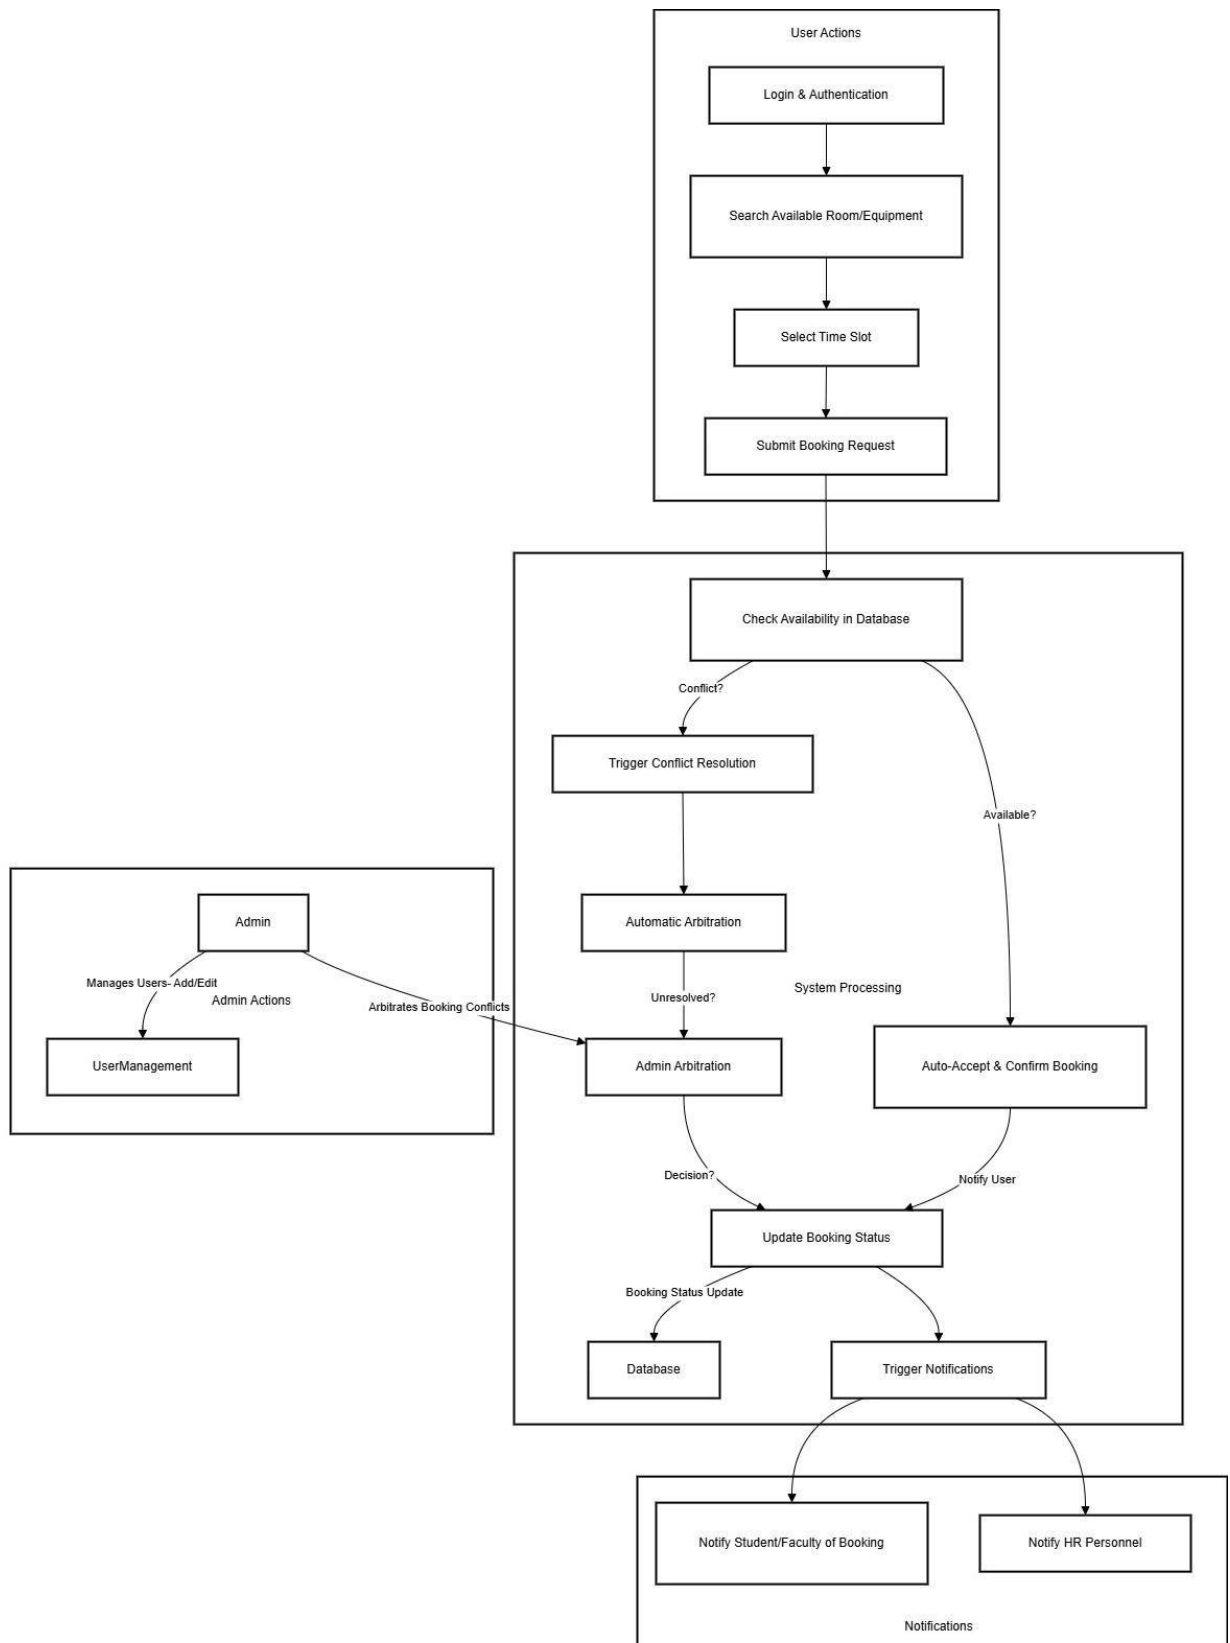 User Actions
Login & Authentication
Search Available Room/Equipment
Select Time Slot
Submit Booking Request
Check Availability in Database
Conflict?
Trigger Conflict Resolution
Available?
Admin
Automatic Arbitration
Manages Users- Add/Edit
System Processing
Unresolved?
Admin Actions
Arbitrates Booking Conflicts
UserManagement
Admin Arbitration
Auto-Accept & Confirm Booking
Decision?
Notify User
Update Booking Status
Booking Status Update
Database
Trigger Notifications
Notify Student/Faculty of Booking
Notify HR Personnel
Notifications